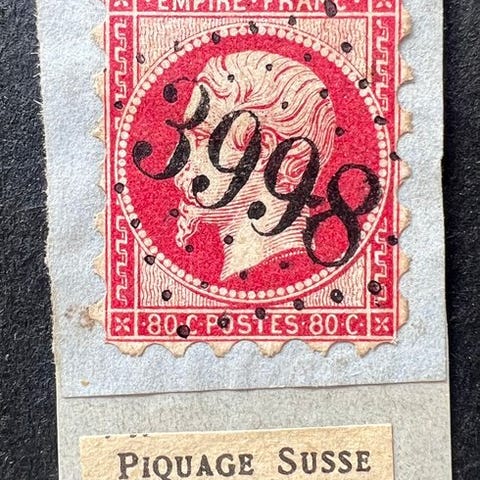 EMPIRE FRANC
3998
80 C POSTES 80 C
PIQUAGE SUSSE